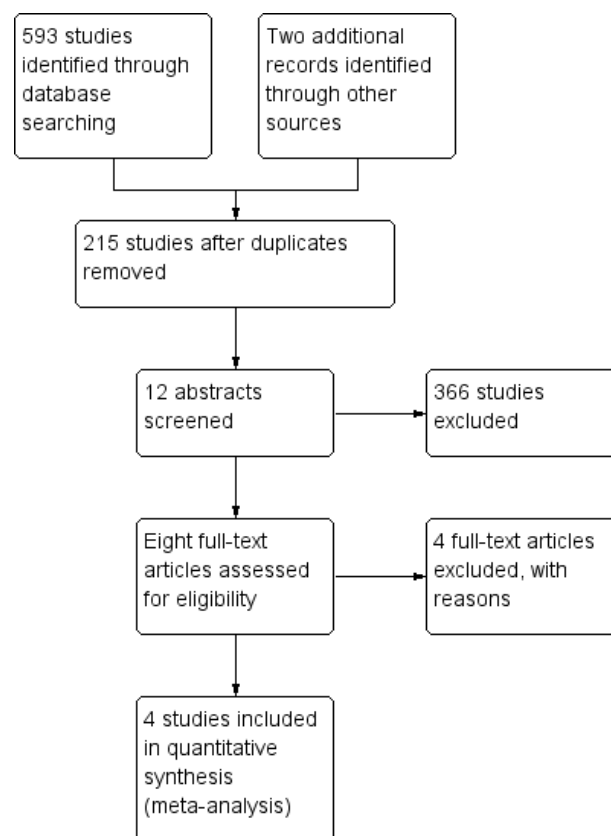 593 studies
identified through
database
searching
Two additional
records identified
through other
sources
215 studies after duplicates
removed
12 abstracts
screened
366 studies
excluded
Eight full-text
articles assessed
for eligibility
4 full-text articles
excluded, with
reasons
4 studies included
in quantitative
synthesis
(meta-analysis)